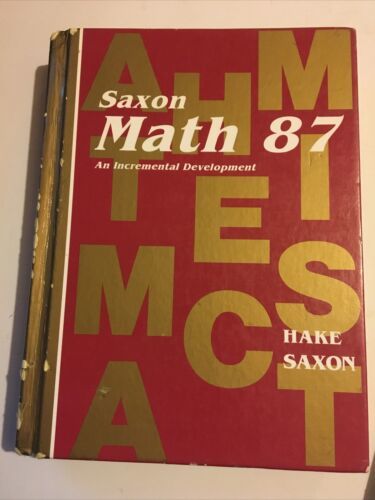 A H M
Saxon
Math 87
An Incremental Development
T E I
M C S
HAKE
SAXON
A T